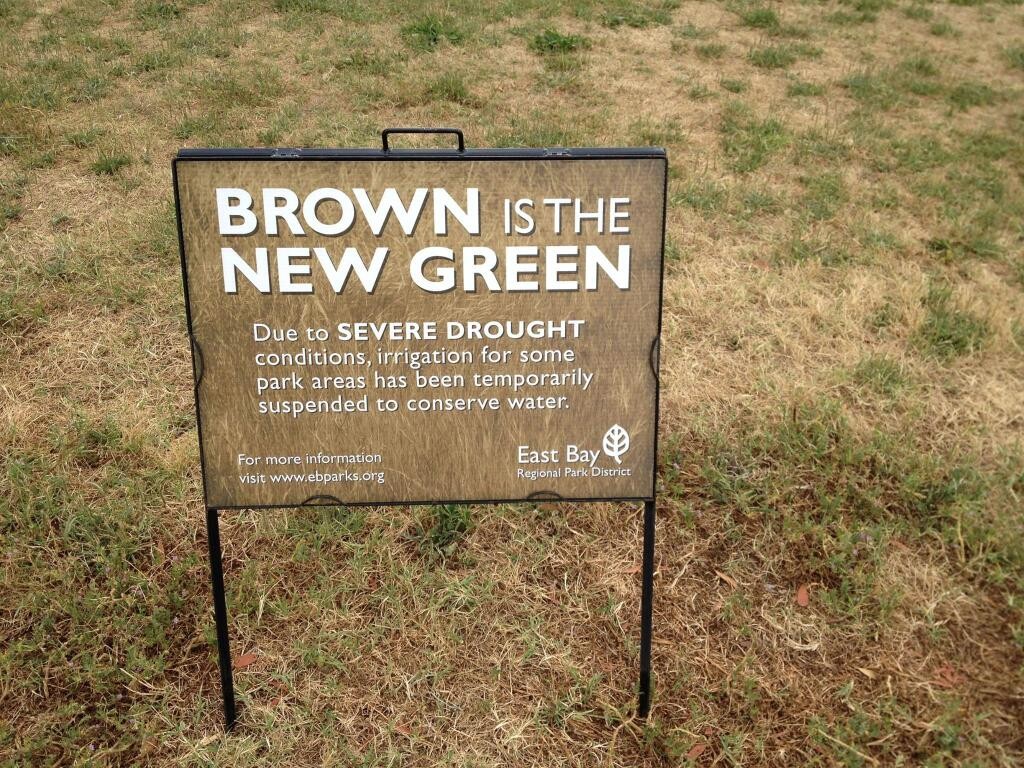 BROWN IS THE
NEW GREEN
Due to SEVERE DROUGHT
conditions, irrigation for some
park areas has been temporarily
suspended to conserve water.
For more information
visit www.ebparks.org
East Bay
Regional Park District